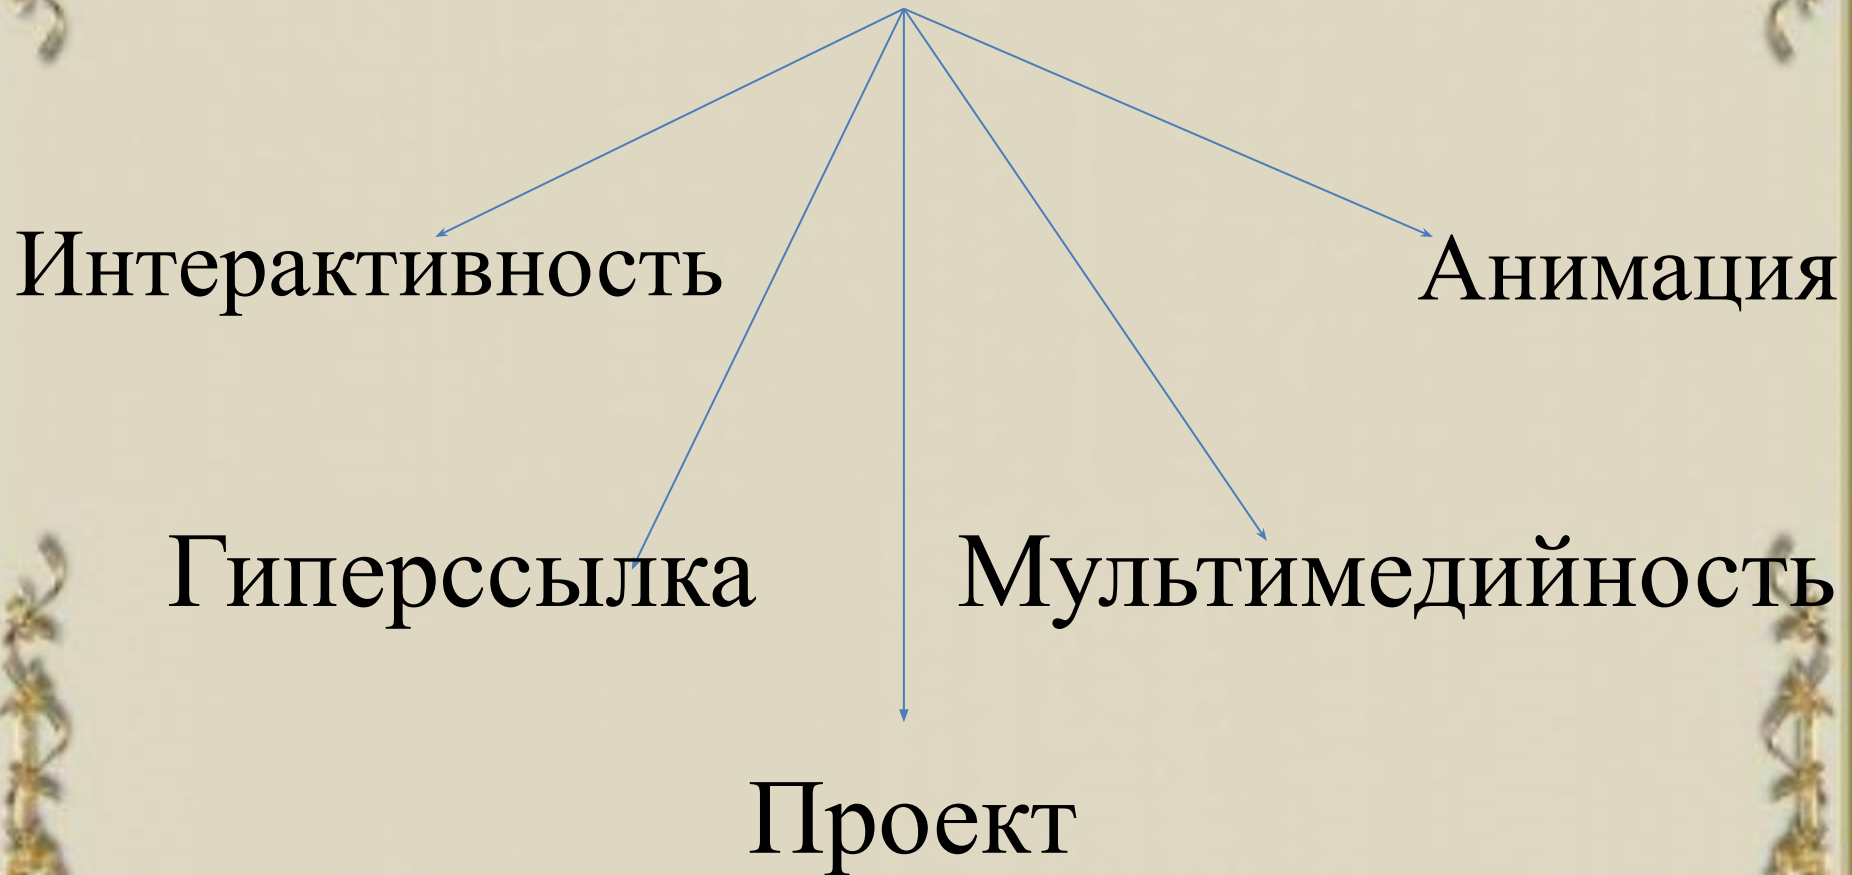 Интерактивность
Анимация
Гиперссылка
Мультимедийность
Проект